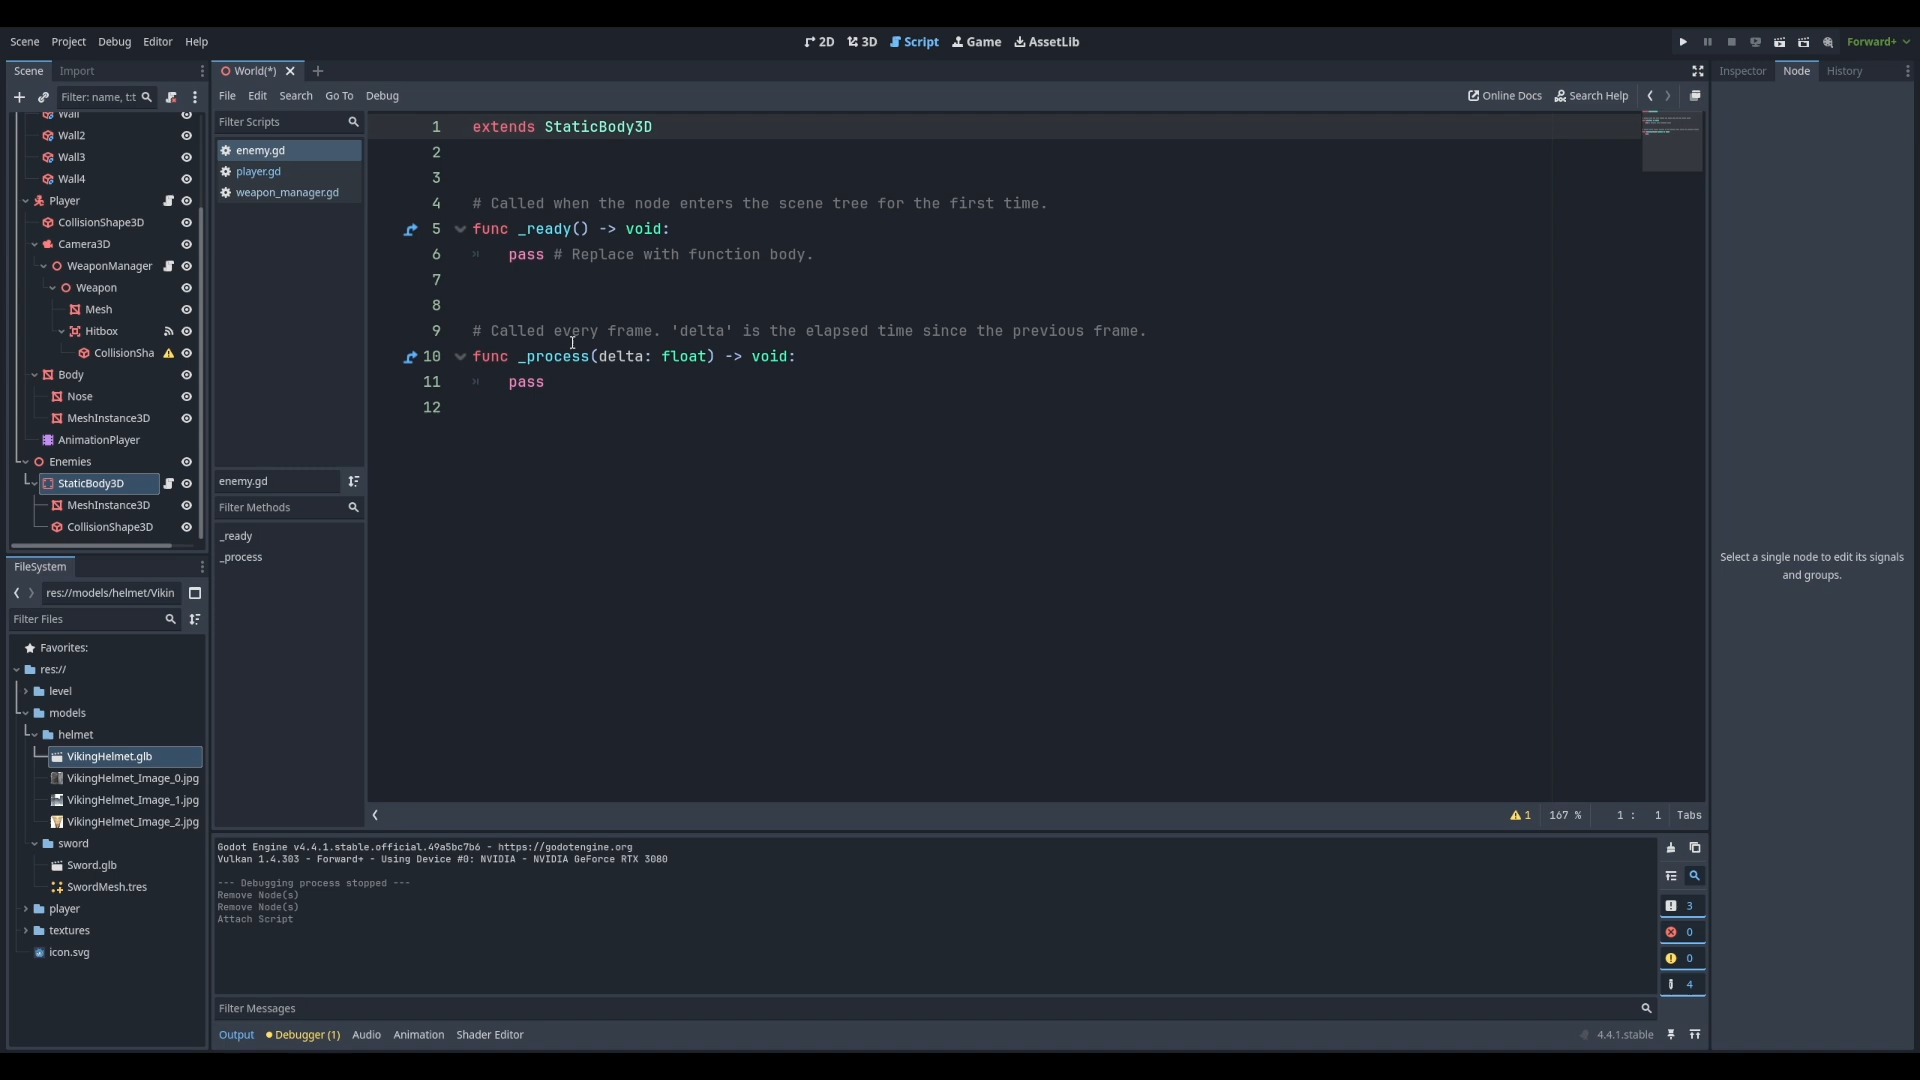 Scene Project Debug Editor Help
2D 3D Script Game AssetLib
Forward+
Scene Import
World(*)
Inspector Node History
Filter: name, t:t
File Edit Search Go To Debug
Online Docs Search Help
Wall
Wall2
Wall3
Wall4
Player
CollisionShape3D
Camera3D
WeaponManager
Weapon
Mesh
Hitbox
CollisionSha
Body
Nose
MeshInstance3D
AnimationPlayer
Enemies
StaticBody3D
MeshInstance3D
CollisionShape3D
Filter Scripts
enemy.gd
player.gd
weapon_manager.gd
enemy.gd
Filter Methods
_ready
_process
1 extends StaticBody3D
2
3
4 # Called when the node enters the scene tree for the first time.
5 func _ready() -> void:
6 pass # Replace with function body.
7
8
9 # Called every frame. 'delta' is the elapsed time since the previous frame.
10 func _process(delta: float) -> void:
11 pass
12
Select a single node to edit its signals
and groups.
FileSystem
res://models/helmet/Vikin
Filter Files
Favorites:
res://
level
models
helmet
VikingHelmet.glb
VikingHelmet_Image_0.jpg
VikingHelmet_Image_1.jpg
VikingHelmet_Image_2.jpg
sword
Sword.glb
SwordMesh.tres
player
textures
icon.svg
1 167 % 1 : 1 Tabs
Godot Engine v4.4.1.stable.official.49a5bc7b6 - https://godotengine.org
Vulkan 1.4.303 - Forward+ - Using Device #0: NVIDIA - NVIDIA GeForce RTX 3080
--- Debugging process stopped ---
Remove Node(s)
Remove Node(s)
Attach Script
3
0
0
4
Filter Messages
Output Debugger (1) Audio Animation Shader Editor
4.4.1.stable